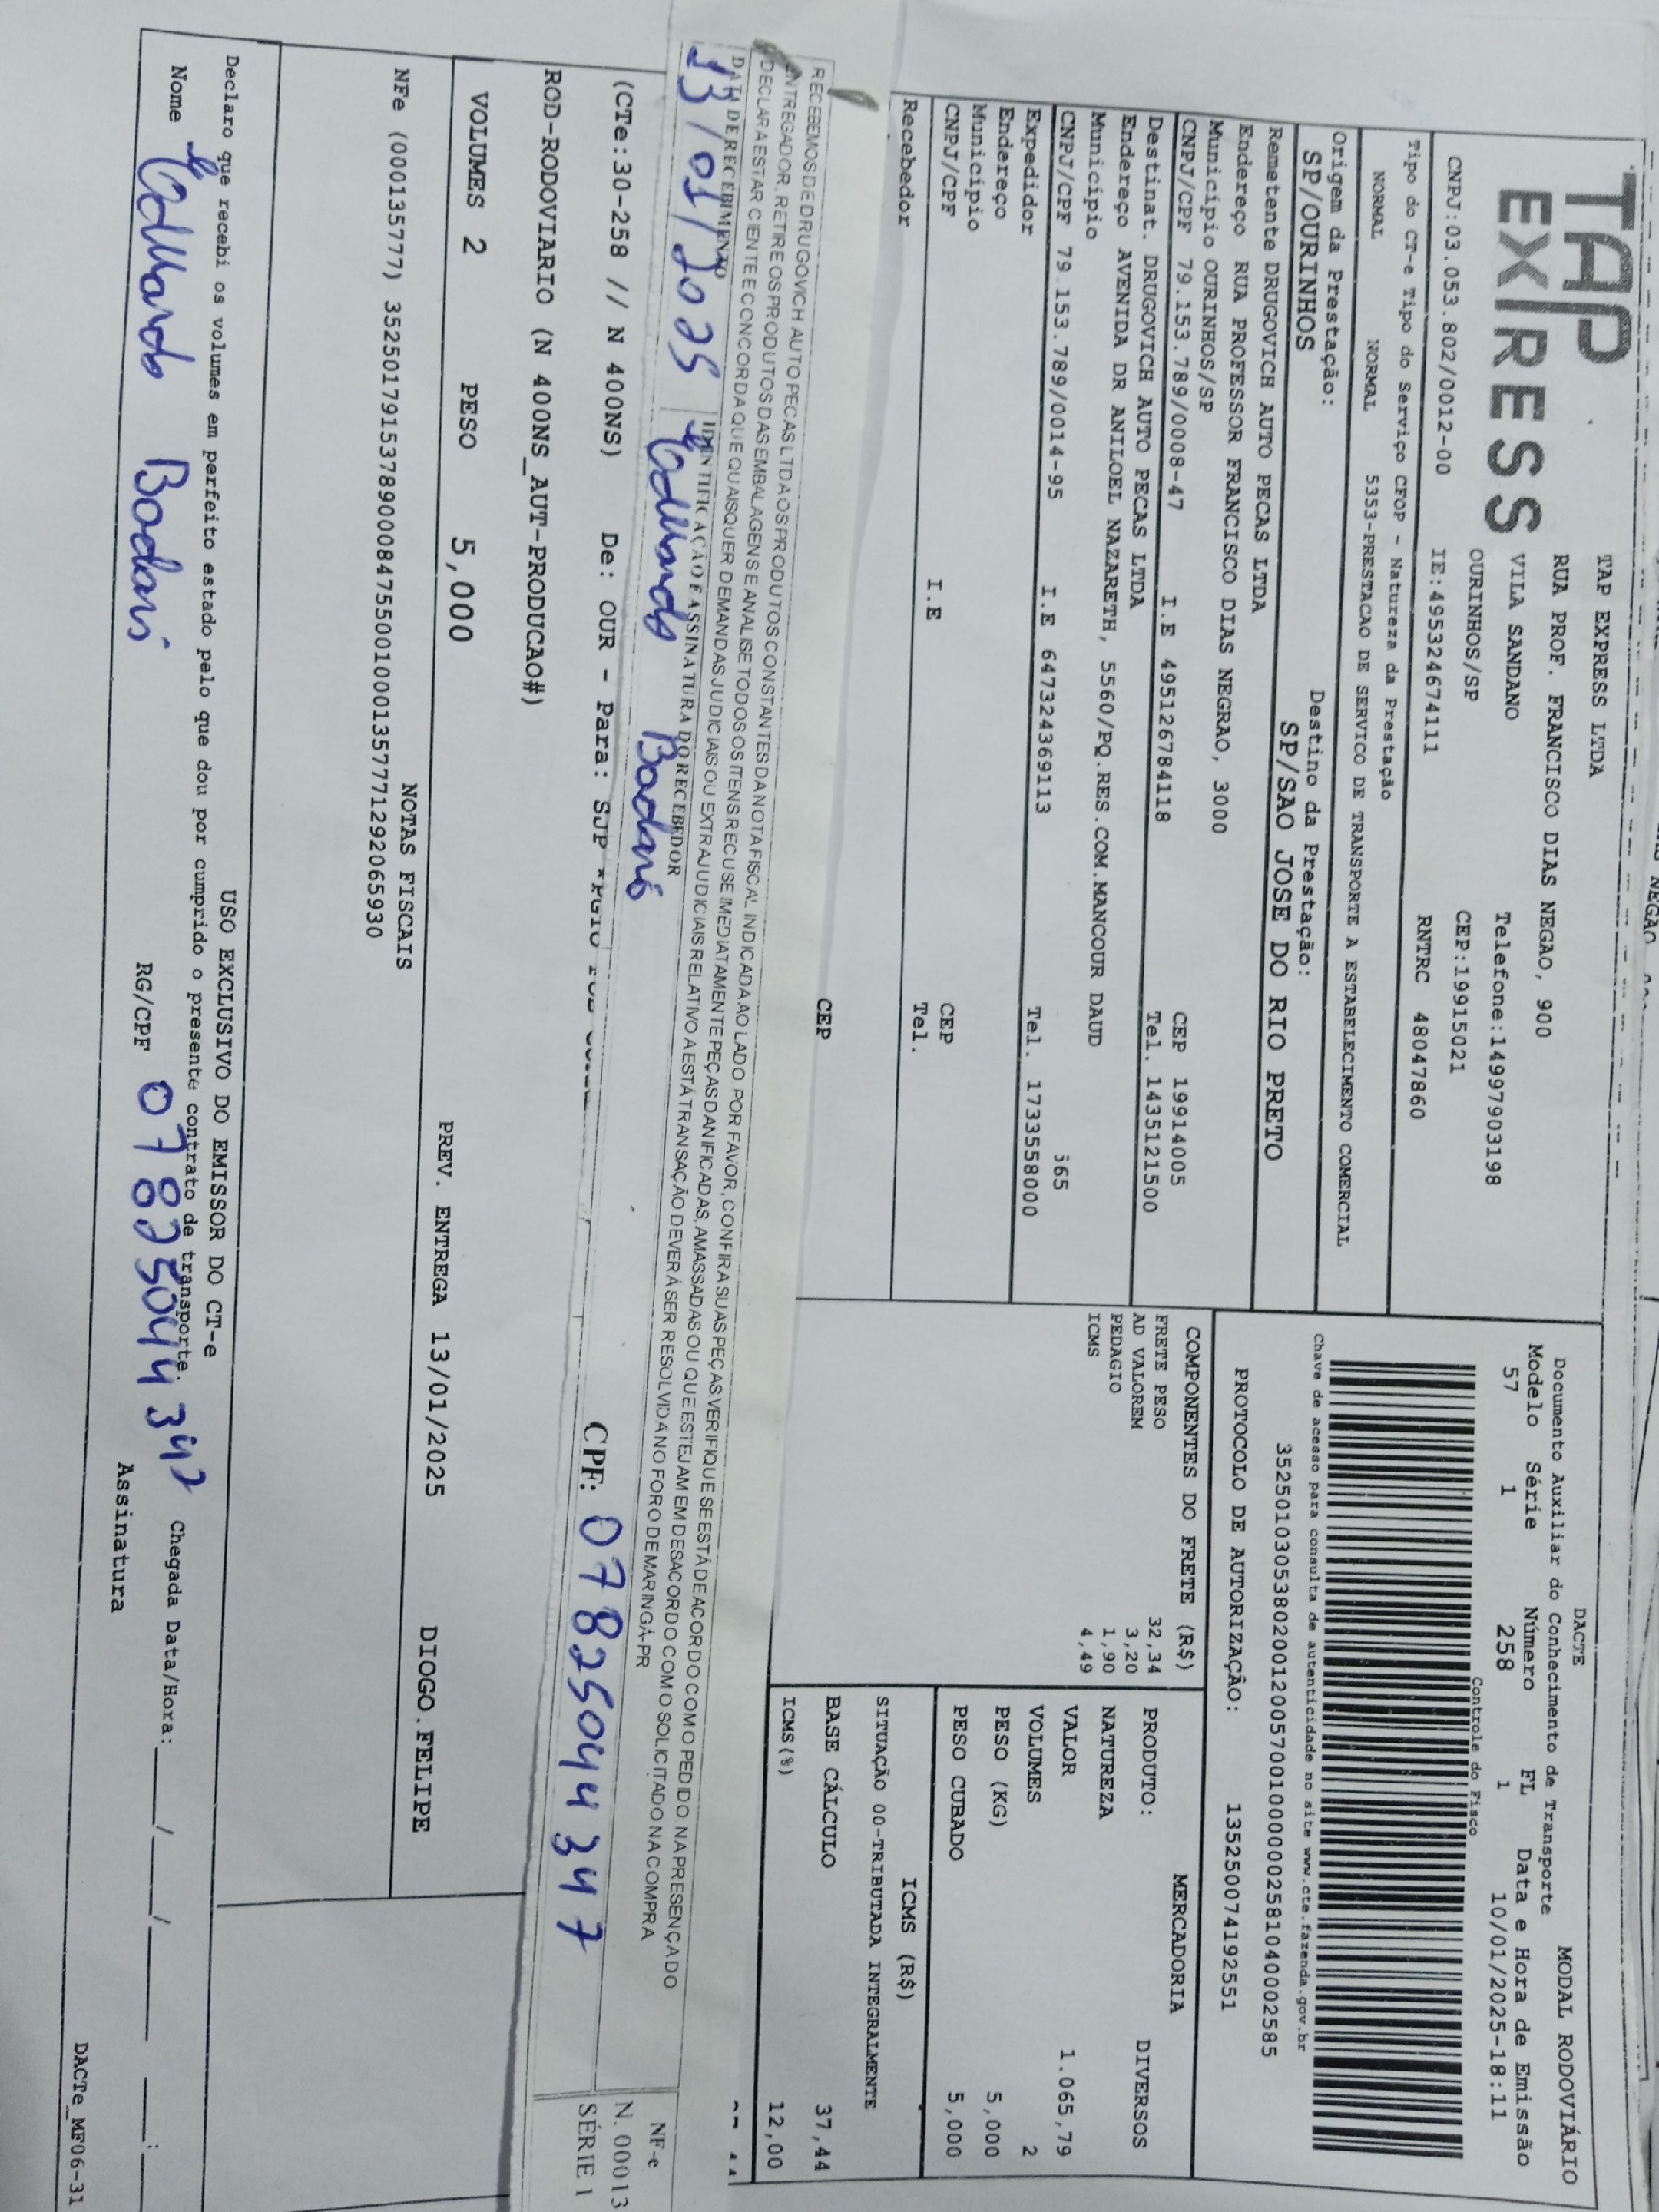 TAP
EXPRESS
TAP EXPRESS LTDA
RUA PROF. FRANCISCO DIAS NEGAO, 900
VILA SANDANO
Telefone:14997903198
OURINHOS/SP
CEP:19915021
CNPJ:03.053.802/0012-00
IE:495324674111
RNTRC 48047860
Tipo do CT-e Tipo do Serviço CFOP - Natureza da Prestação
NORMAL NORMAL 5353-PRESTACAO DE SERVICO DE TRANSPORTE A ESTABELECIMENTO COMERCIAL
Origem da Prestação: Destino da Prestação:
SP/OURINHOS SP/SAO JOSE DO RIO PRETO
DACTE MODAL RODOVIÁRIO
Documento Auxiliar do Conhecimento de Transporte
Modelo Série Número FL Data e Hora de Emissão
57 1 258 1 10/01/2025-18:11
Controle do Fisco
Chave de acesso para consulta de autenticidade no site www.cte.fazenda.gov.br
35250103053802001200570010000002581040002585
PROTOCOLO DE AUTORIZAÇÃO: 135250074192551
Remetente DRUGOVICH AUTO PECAS LTDA
Endereço RUA PROFESSOR FRANCISCO DIAS NEGRAO, 3000
Município OURINHOS/SP CEP 19914005
CNPJ/CPF 79.153.789/0008-47 I.E 495126784118 Tel. 1435121500
Destinat. DRUGOVICH AUTO PECAS LTDA
Endereço AVENIDA DR ANILOEL NAZARETH, 5560/PQ.RES.COM.MANCOUR DAUD
Município 365
CNPJ/CPF 79.153.789/0014-95 I.E 647324369113 Tel. 1733558000
Expedidor
Endereço
Município CEP
CNPJ/CPF I.E Tel.
Recebedor
CEP
COMPONENTES DO FRETE (R$)
FRETE PESO 32,34
AD VALOREM 3,20
PEDAGIO 1,90
ICMS 4,49
MERCADORIA
PRODUTO: DIVERSOS
NATUREZA
VALOR 1.065,79
VOLUMES 2
PESO (KG) 5,000
PESO CUBADO 5,000
ICMS (R$)
SITUAÇÃO 00-TRIBUTADA INTEGRALMENTE
BASE CÁLCULO 37,44
ICMS(%) 12,00
RECEBEMOS DE DRUGOVICH AUTO PECAS LTDA OS PRODUTOS CONSTANTES DA NOTA FISCAL INDICADA AO LADO. POR FAVOR, CONFIRA SUAS PEÇAS. VERIFIQUE SE ESTÁ DE ACORDO COM O PEDIDO NA PRESENÇA DO
ENTREGADOR, RETIRE OS PRODUTOS DAS EMBALAGENS E ANALISE TODOS OS ITENS. RECUSE IMEDIATAMENTE PEÇAS DANIFICADAS, AMASSADAS OU QUE ESTEJAM EM DESACORDO COM O SOLICITADO NA COMPRA
DECLARA ESTAR CIENTE E CONCORDA QUE QUAISQUER DEMANDAS JUDICIAIS OU EXTRAJUDICIAIS RELATIVO A ESTÁ TRANSAÇÃO DEVERÁ SER RESOLVIDA NO FORO DE MARINGÁ-PR
DATA DE RECEBIMENTO IDENTIFICAÇÃO E ASSINATURA DO RECEBEDOR
13/01/2025 Edmando Bodani CPF: 07825044347
NF-e
N. 00013
SÉRIE 1
(CTe:30-258 // N 400NS) De: OUR - Para: SJP
ROD-RODOVIARIO (N 400NS_AUT-PRODUCAO#)
VOLUMES 2 PESO 5,000 PREV. ENTREGA 13/01/2025 DIOGO.FELIPE
NOTAS FISCAIS
NFe (000135777) 35250179153789000847550010001357771292065930
USO EXCLUSIVO DO EMISSOR DO CT-e
Declaro que recebi os volumes em perfeito estado pelo que dou por cumprido o presente contrato de transporte.
Nome Edmando Bodani RG/CPF 07825044347 Chegada Data/Hora: / / :
Assinatura
DACTe_MF06-31